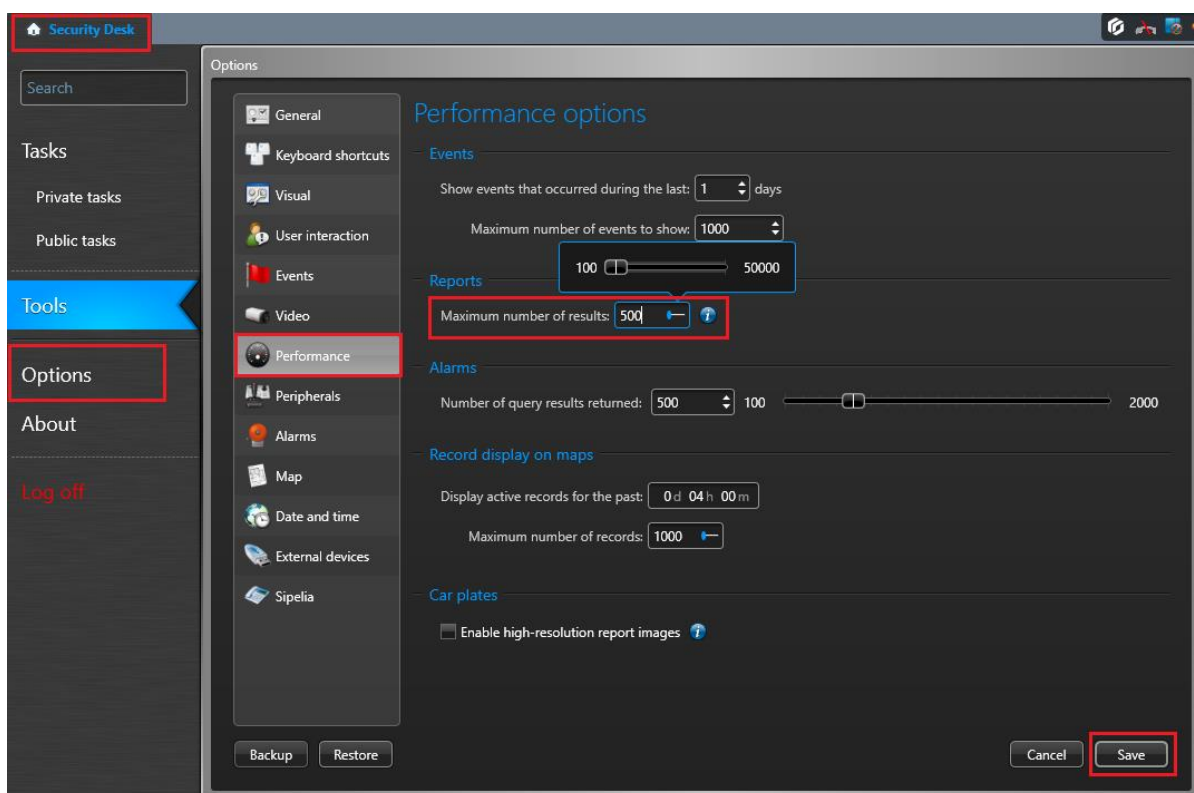 Security Desk
Options
Search
Tasks
Private tasks
Public tasks
Tools
Options
About
Log off
General
Keyboard shortcuts
Visual
User interaction
Events
Video
Performance
Peripherals
Alarms
Map
Date and time
External devices
Sipelia
Backup Restore
Performance options
Events
Show events that occurred during the last: 1 days
Maximum number of events to show: 1000
100 50000
Reports
Maximum number of results: 500
Alarms
Number of query results returned: 500 100 2000
Record display on maps
Display active records for the past: 0 d 04 h 00 m
Maximum number of records: 1000
Car plates
Enable high-resolution report images
Cancel Save